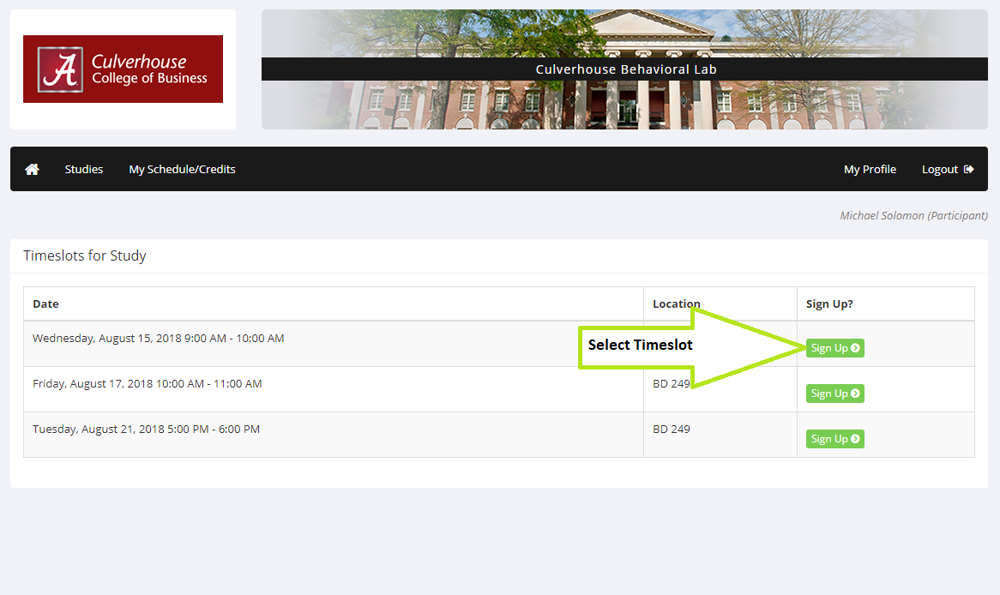 Culverhouse
College of Business
Culverhouse Behavioral Lab
Studies My Schedule/Credits My Profile Logout
Michael Solomon (Participant)
Timeslots for Study
Date Location Sign Up?
Wednesday, August 15, 2018 9:00 AM - 10:00 AM Sign Up
Select Timeslot
Friday, August 17, 2018 10:00 AM - 11:00 AM BD 249 Sign Up
Tuesday, August 21, 2018 5:00 PM - 6:00 PM BD 249 Sign Up